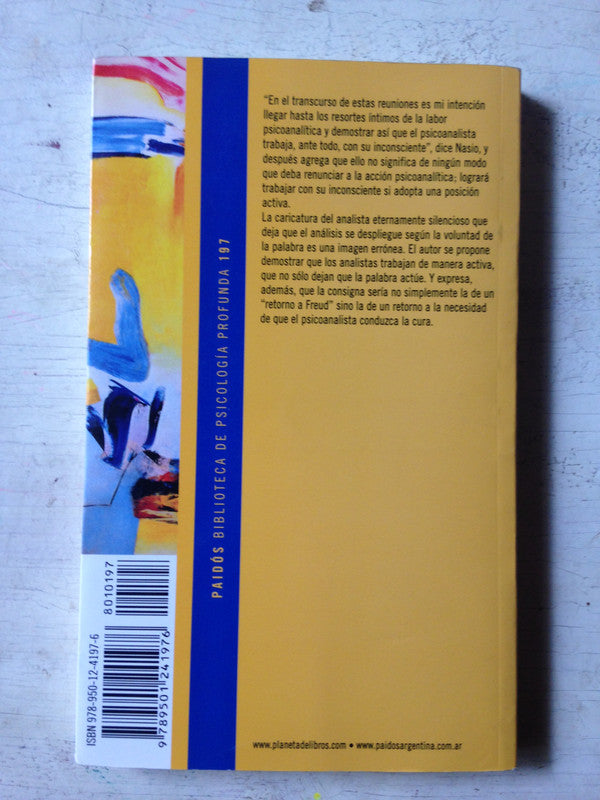 “En el transcurso de estas reuniones es mi intención
llegar hasta los resortes íntimos de la labor
psicoanalítica y demostrar así que el psicoanalista
trabaja, ante todo, con su inconsciente”, dice Nasio, y
después agrega que ello no significa de ningún modo
que deba renunciar a la acción psicoanalítica; logrará
trabajar con su inconsciente si adopta una posición
activa.
La caricatura del analista eternamente silencioso que
deja que el análisis se despliegue según la voluntad de
la palabra es una imagen errónea. El autor se propone
demostrar que los analistas trabajan de manera activa,
que no sólo dejan que la palabra actúe. Y expresa,
además, que la consigna sería no simplemente la de un
“retorno a Freud” sino la de un retorno a la necesidad
de que el psicoanalista conduzca la cura.
PAIDÓS BIBLIOTECA DE PSICOLOGÍA PROFUNDA 197
ISBN 978-950-12-4197-6
8010197
9 789501 241976
www.planetadelibros.com • www.paidosargentina.com.ar